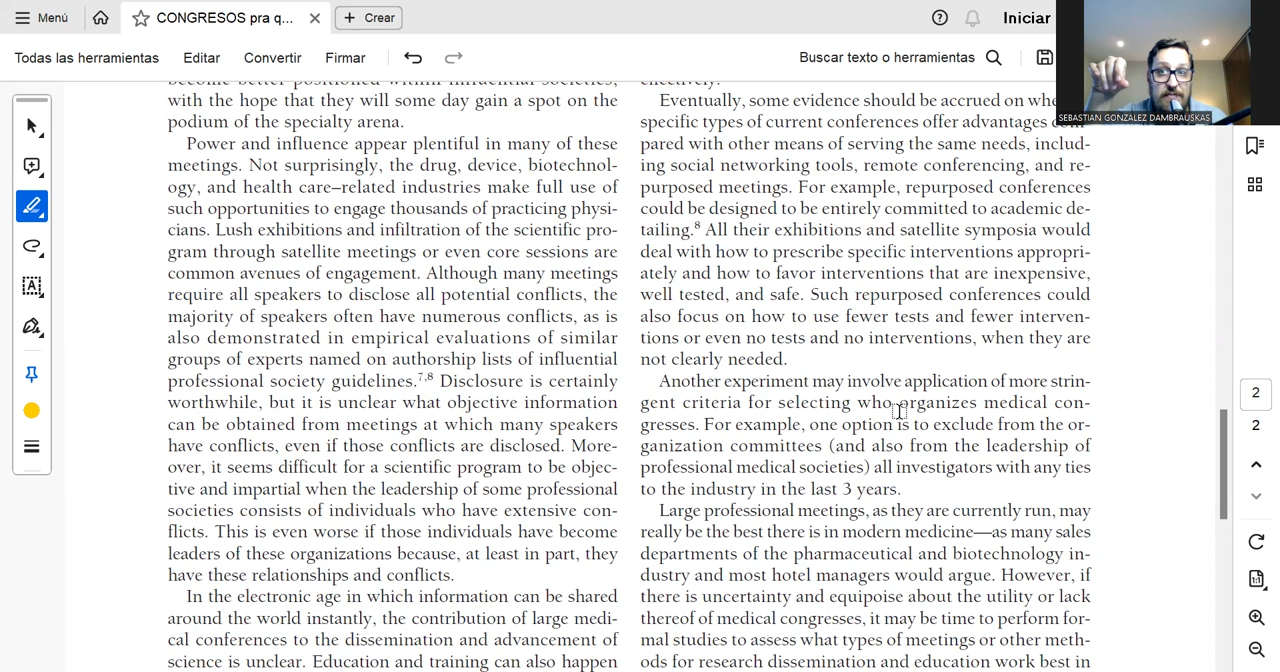 Menú
CONGRESOS pra q...
Crear
Iniciar
Todas las herramientas
Editar
Convertir
Firmar
Buscar texto o herramientas
SEBASTIAN GONZALEZ DAMBRAUSKAS
become better positioned within influential societies,
with the hope that they will some day gain a spot on the
podium of the specialty arena.
Power and influence appear plentiful in many of these
meetings. Not surprisingly, the drug, device, biotechnol-
ogy, and health care–related industries make full use of
such opportunities to engage thousands of practicing physi-
cians. Lush exhibitions and infiltration of the scientific pro-
gram through satellite meetings or even core sessions are
common avenues of engagement. Although many meetings
require all speakers to disclose all potential conflicts, the
majority of speakers often have numerous conflicts, as is
also demonstrated in empirical evaluations of similar
groups of experts named on authorship lists of influential
professional society guidelines.7,8 Disclosure is certainly
worthwhile, but it is unclear what objective information
can be obtained from meetings at which many speakers
have conflicts, even if those conflicts are disclosed. More-
over, it seems difficult for a scientific program to be objec-
tive and impartial when the leadership of some professional
societies consists of individuals who have extensive con-
flicts. This is even worse if those individuals have become
leaders of these organizations because, at least in part, they
have these relationships and conflicts.
In the electronic age in which information can be shared
around the world instantly, the contribution of large medi-
cal conferences to the dissemination and advancement of
science is unclear. Education and training can also happen
effectively.
Eventually, some evidence should be accrued on whe
specific types of current conferences offer advantages com-
pared with other means of serving the same needs, includ-
ing social networking tools, remote conferencing, and re-
purposed meetings. For example, repurposed conferences
could be designed to be entirely committed to academic de-
tailing.8 All their exhibitions and satellite symposia would
deal with how to prescribe specific interventions appropri-
ately and how to favor interventions that are inexpensive,
well tested, and safe. Such repurposed conferences could
also focus on how to use fewer tests and fewer interven-
tions or even no tests and no interventions, when they are
not clearly needed.
Another experiment may involve application of more strin-
gent criteria for selecting who organizes medical con-
gresses. For example, one option is to exclude from the or-
ganization committees (and also from the leadership of
professional medical societies) all investigators with any ties
to the industry in the last 3 years.
Large professional meetings, as they are currently run, may
really be the best there is in modern medicine—as many sales
departments of the pharmaceutical and biotechnology in-
dustry and most hotel managers would argue. However, if
there is uncertainty and equipoise about the utility or lack
thereof of medical congresses, it may be time to perform for-
mal studies to assess what types of meetings or other meth-
ods for research dissemination and education work best in
2
2